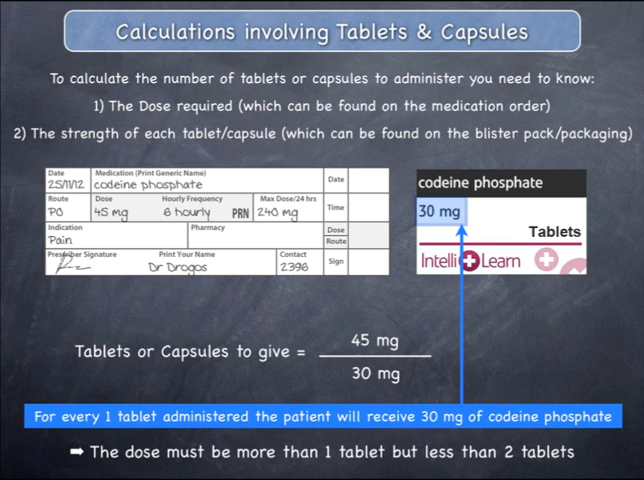 Calculations involving Tablets & Capsules
To calculate the number of tablets or capsules to administer you need to know:
1) The Dose required (which can be found on the medication order)
2) The strength of each tablet/capsule (which can be found on the blister pack/packaging)
Date
25/11/12
Medication (Print Generic Name)
codeine phosphate
Date
Route
PO
Dose
45 mg
Hourly Frequency
6 hourly PRN
Max Dose/24 hrs
240 mg
Time
Indication
Pain
Pharmacy
Dose
Route
Prescriber Signature
Print Your Name
Dr Dragos
Contact
2396
Sign
codeine phosphate
30 mg
Tablets
Intelli Learn
Tablets or Capsules to give =
45 mg
30 mg
For every 1 tablet administered the patient will receive 30 mg of codeine phosphate
➡ The dose must be more than 1 tablet but less than 2 tablets